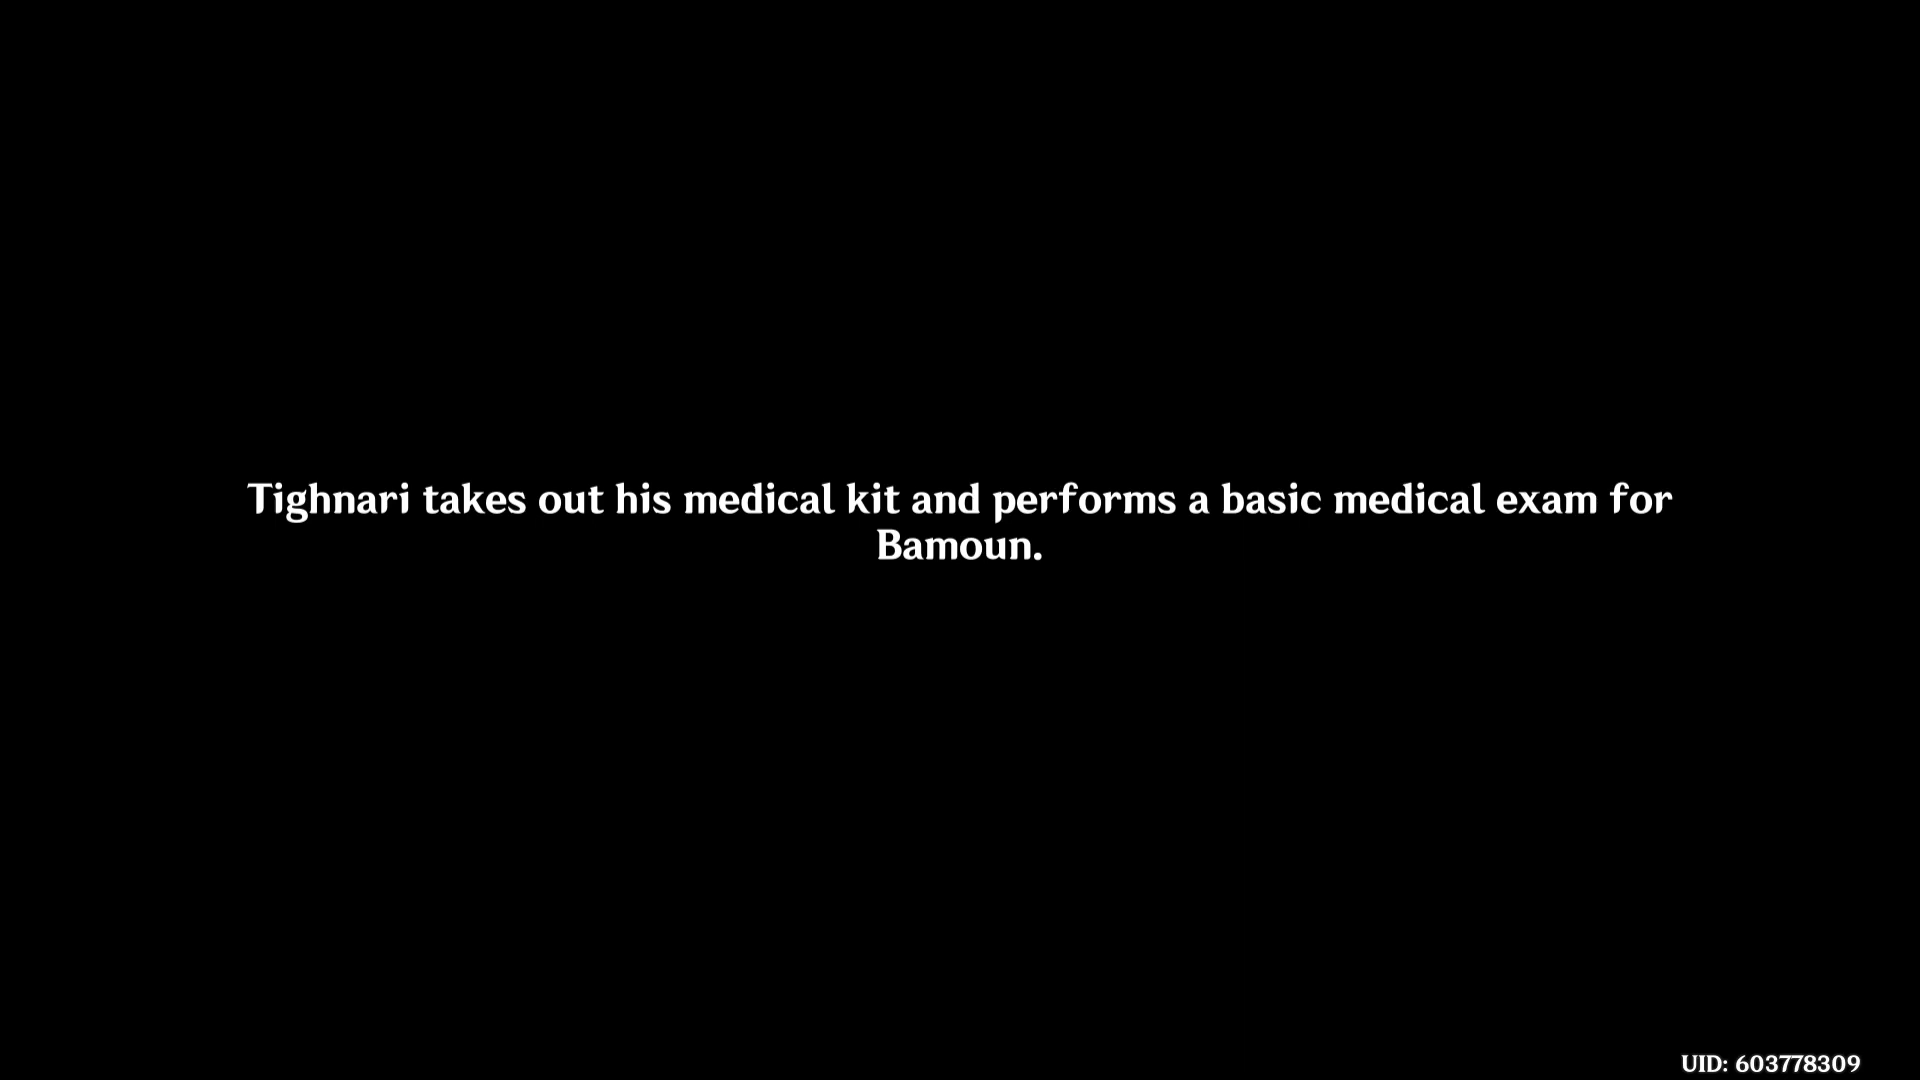 Tighnari takes out his medical kit and performs a basic medical exam for
Bamoun.
UID: 603778309